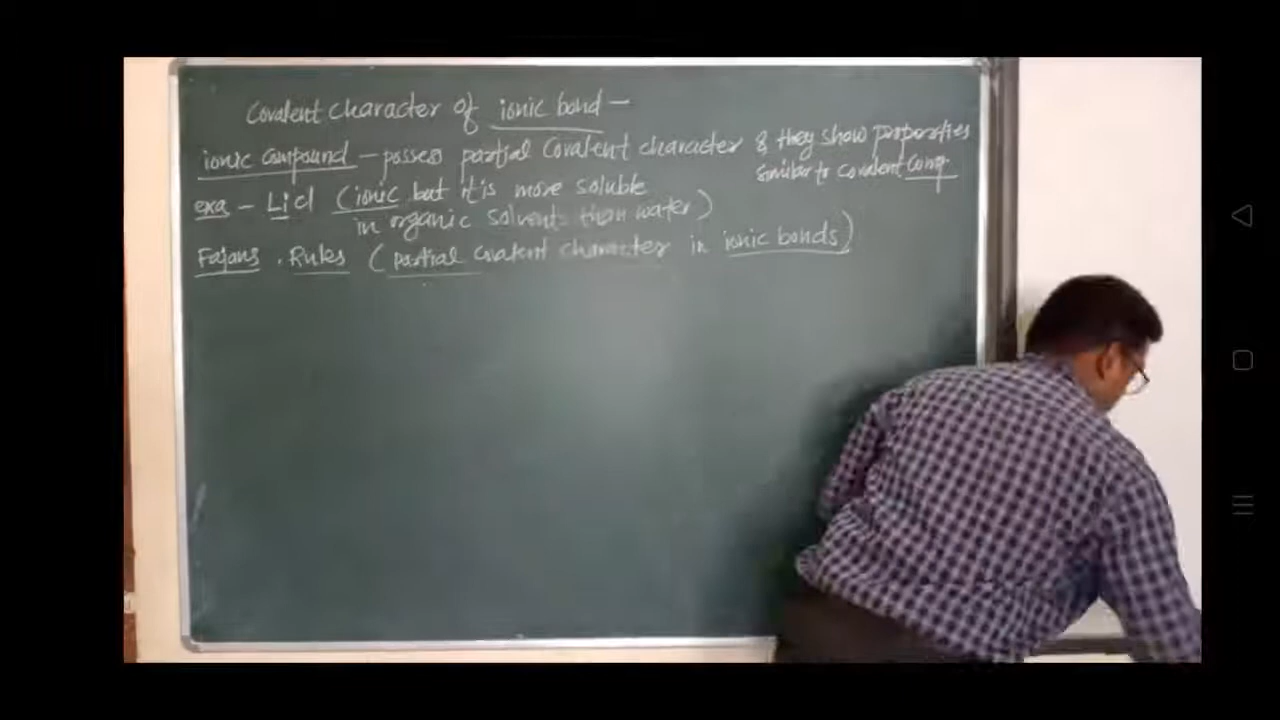 Covalent character of ionic bond -
ionic compound - possess partial covalent character & they show properties
similar to covalent comp
exa - Licl (ionic but it is more soluble
in organic solvents than water)
Fajans . Rules (partial covalent character in ionic bonds)